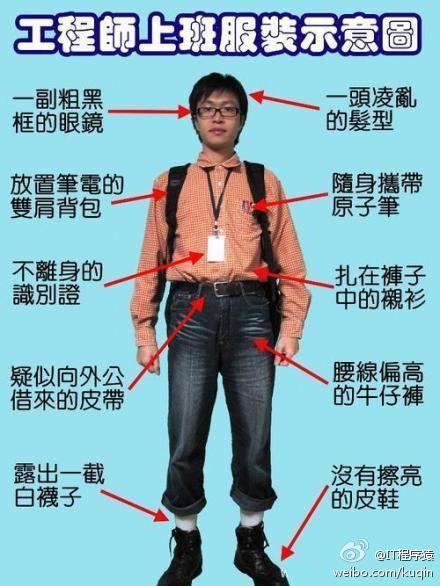 工程師上班服裝示意圖
一副粗黑
框的眼鏡
一頭凌亂
的髮型
放置筆電的
雙肩背包
隨身攜帶
原子筆
不離身的
識別證
扎在褲子
中的襯衫
疑似向外公
借來的皮帶
腰線偏高
的牛仔褲
露出一截
白襪子
沒有擦亮
的皮鞋
@IT程序猿
weibo.com/kuqin